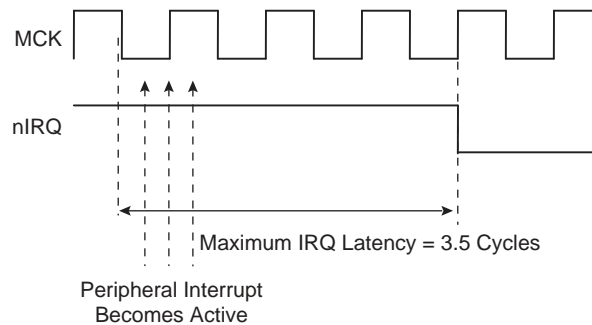 MCK
nIRQ
Maximum IRQ Latency = 3.5 Cycles
Peripheral Interrupt
Becomes Active